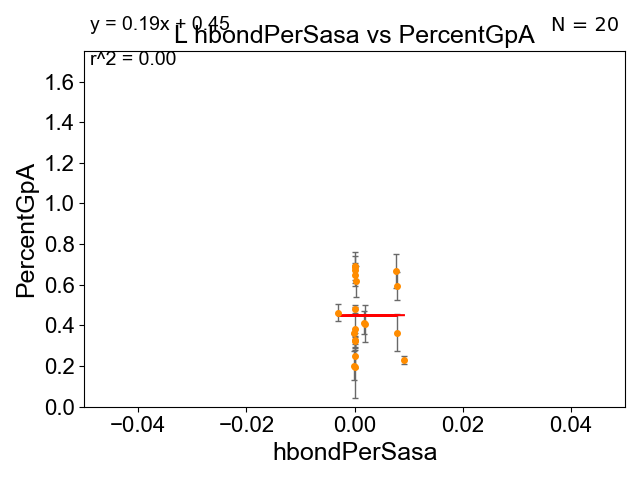 y = 0.19x + 0.45
N = 20
L hbondPerSasa vs PercentGpA
r^2 = 0.00
PercentGpA
1.6
1.4
1.2
1.0
0.8
0.6
0.4
0.2
0.0
−0.04
−0.02
0.00
0.02
0.04
hbondPerSasa